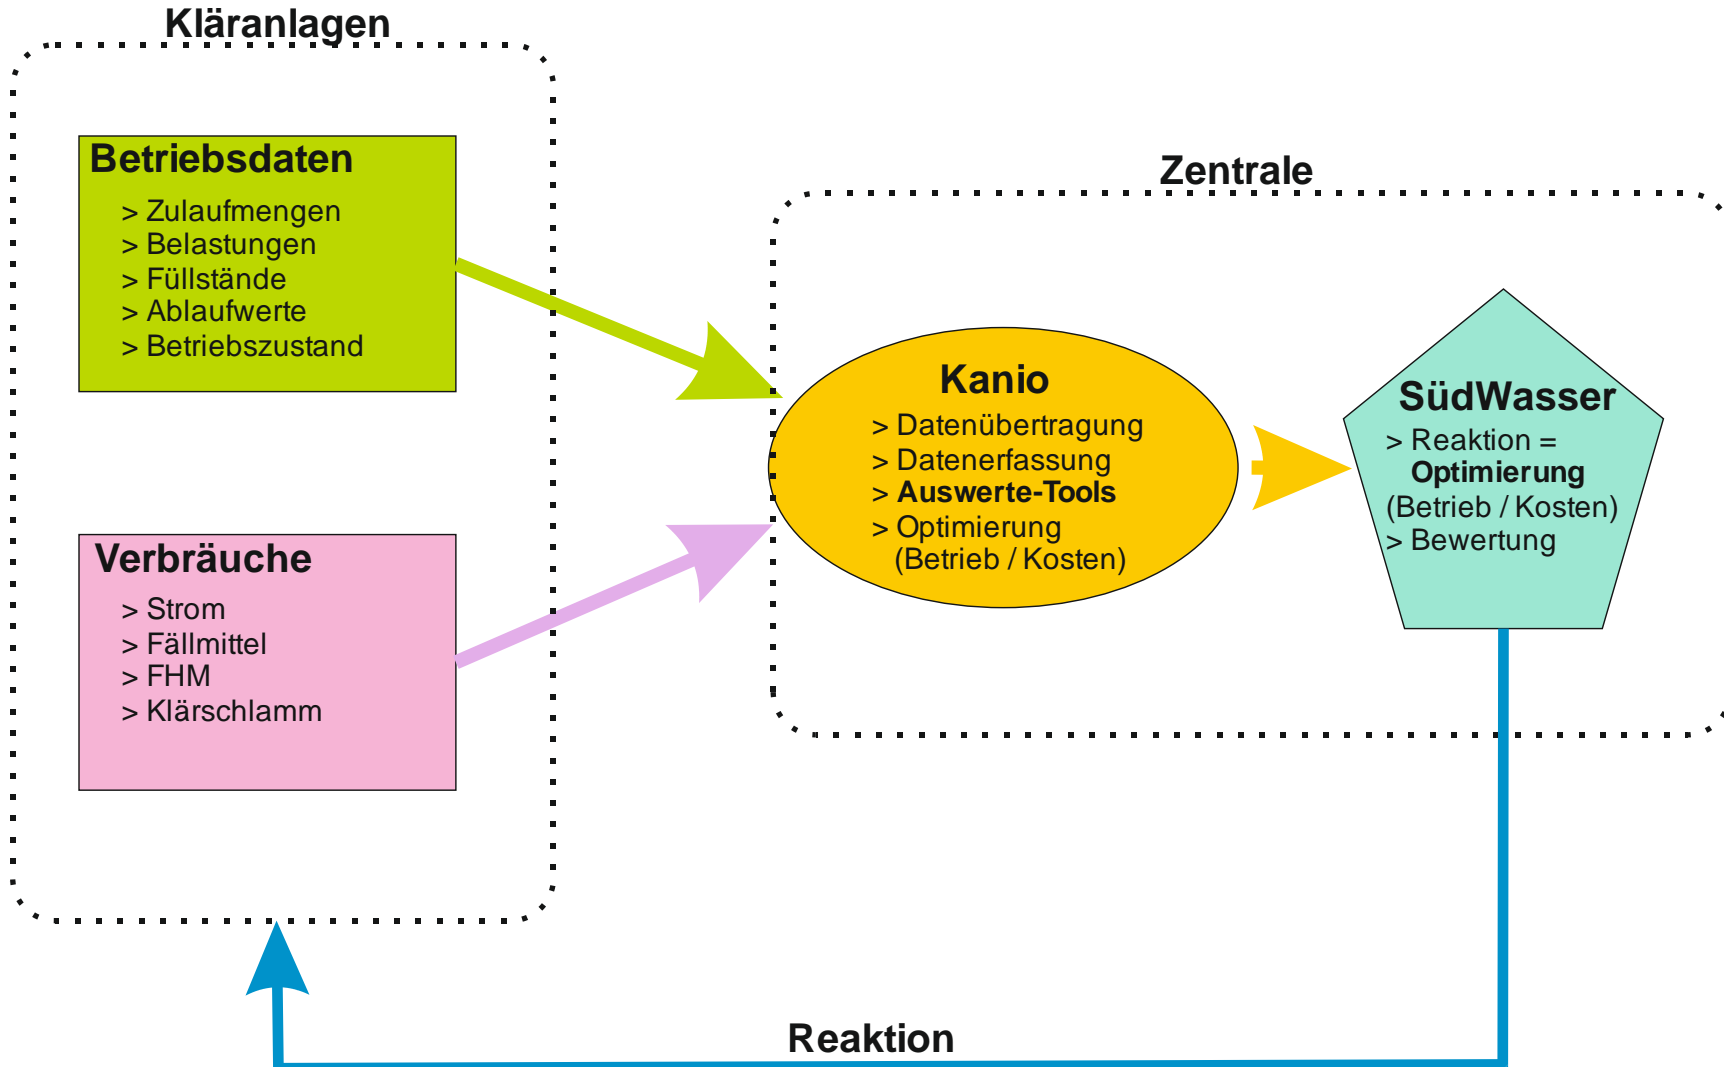 Kläranlagen
Betriebsdaten
> Zulaufmengen
> Belastungen
> Füllstände
> Ablaufwerte
> Betriebszustand
Verbräuche
> Strom
> Fällmittel
> FHM
> Klärschlamm
Zentrale
Kanio
> Datenübertragung
> Datenerfassung
> Auswerte-Tools
> Optimierung
(Betrieb / Kosten)
SüdWasser
> Reaktion =
Optimierung
(Betrieb / Kosten)
> Bewertung
Reaktion